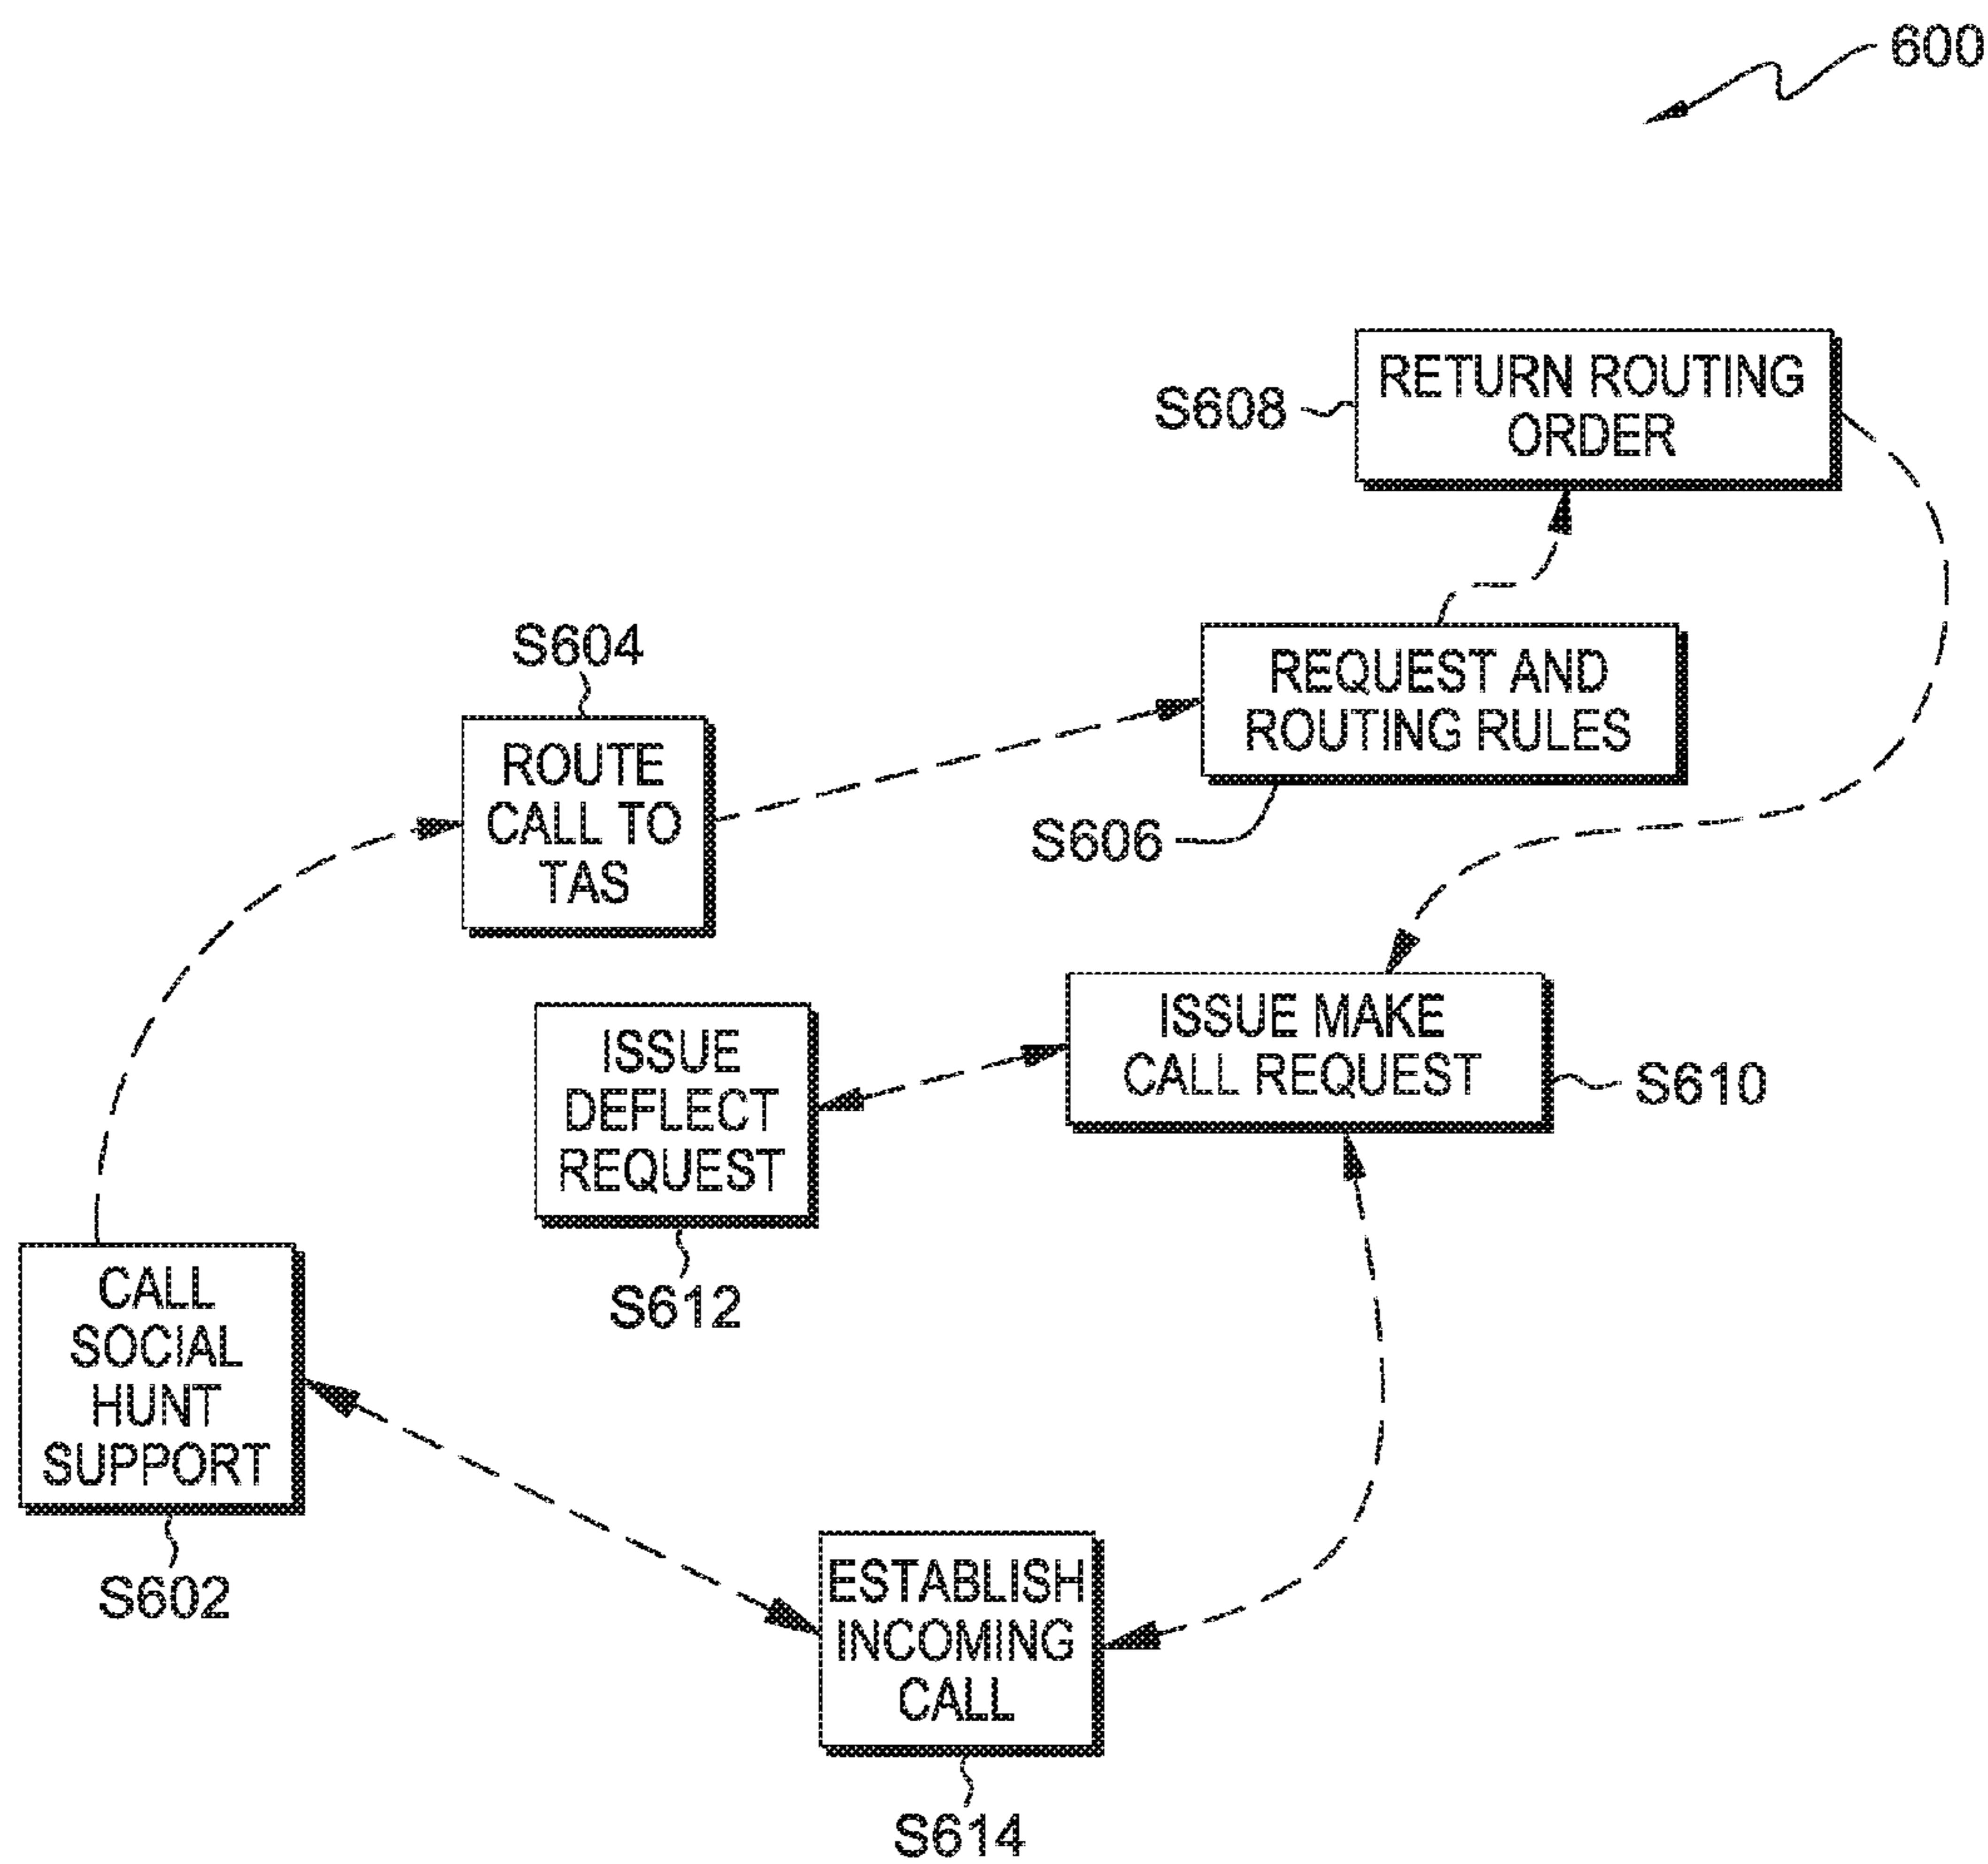 600
S608
RETURN ROUTING
ORDER
S604
REQUEST AND
ROUTING RULES
S606
ROUTE
CALL TO
TAS
ISSUE MAKE
CALL REQUEST
S610
ISSUE
DEFLECT
REQUEST
S612
CALL
SOCIAL
HUNT
SUPPORT
S602
ESTABLISH
INCOMING
CALL
S614